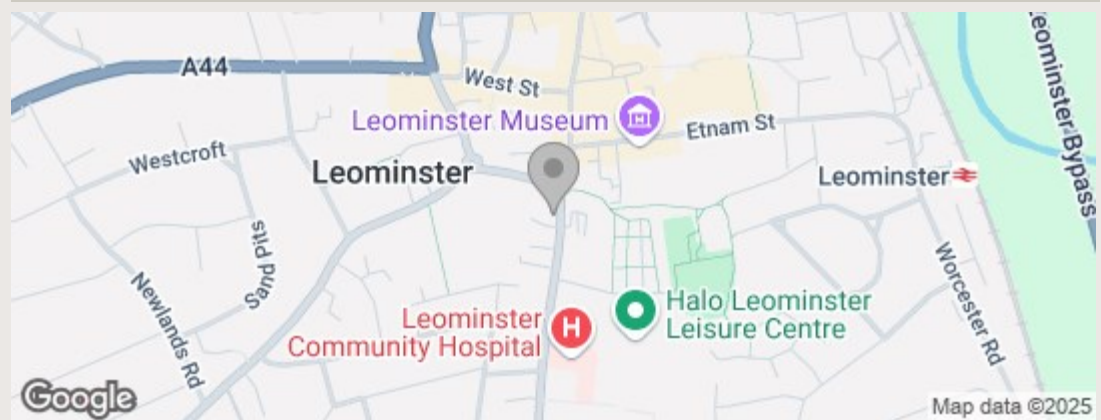 A44
West St
Leominster Museum
Etnam St
Westcroft
Leominster
Leominster
Leominster Bypass
Sand Pits
Newlands Rd
Worcester Rd
Halo Leominster
Leisure Centre
Leominster
Community Hospital
H
Google
Map data ©2025